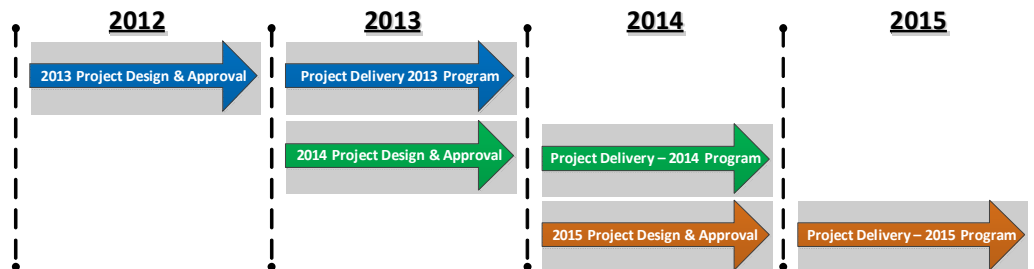 2012 2013 2014 2015
2013 Project Design & Approval Project Delivery 2013 Program
2014 Project Design & Approval Project Delivery – 2014 Program
2015 Project Design & Approval Project Delivery – 2015 Program